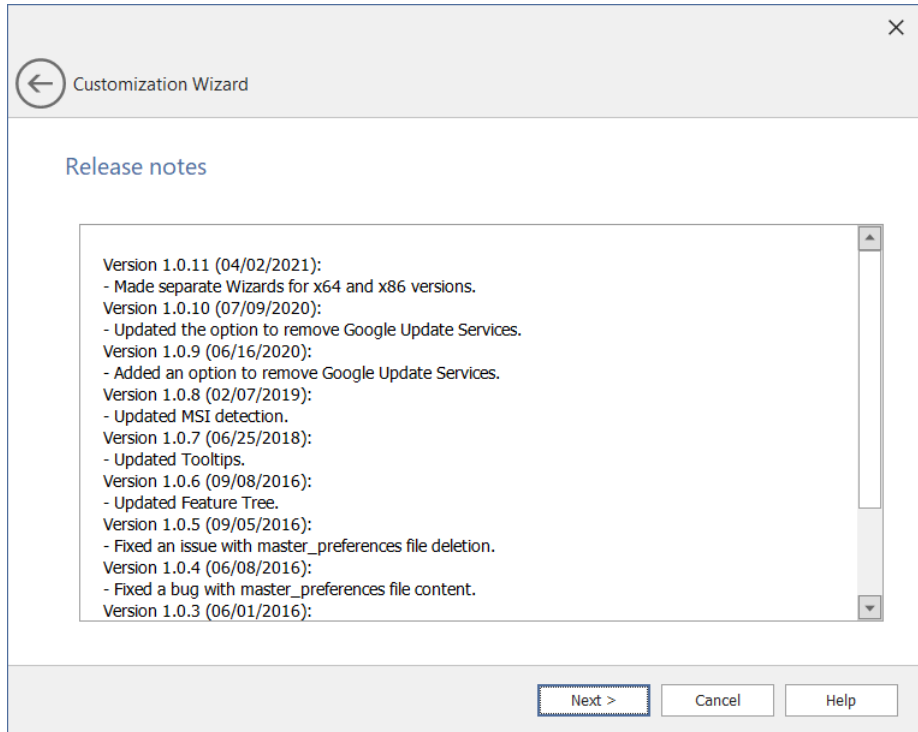 Customization Wizard
Release notes
Version 1.0.11 (04/02/2021):
- Made separate Wizards for x64 and x86 versions.
Version 1.0.10 (07/09/2020):
- Updated the option to remove Google Update Services.
Version 1.0.9 (06/16/2020):
- Added an option to remove Google Update Services.
Version 1.0.8 (02/07/2019):
- Updated MSI detection.
Version 1.0.7 (06/25/2018):
- Updated Tooltips.
Version 1.0.6 (09/08/2016):
- Updated Feature Tree.
Version 1.0.5 (09/05/2016):
- Fixed an issue with master_preferences file deletion.
Version 1.0.4 (06/08/2016):
- Fixed a bug with master_preferences file content.
Version 1.0.3 (06/01/2016):
Next >
Cancel
Help